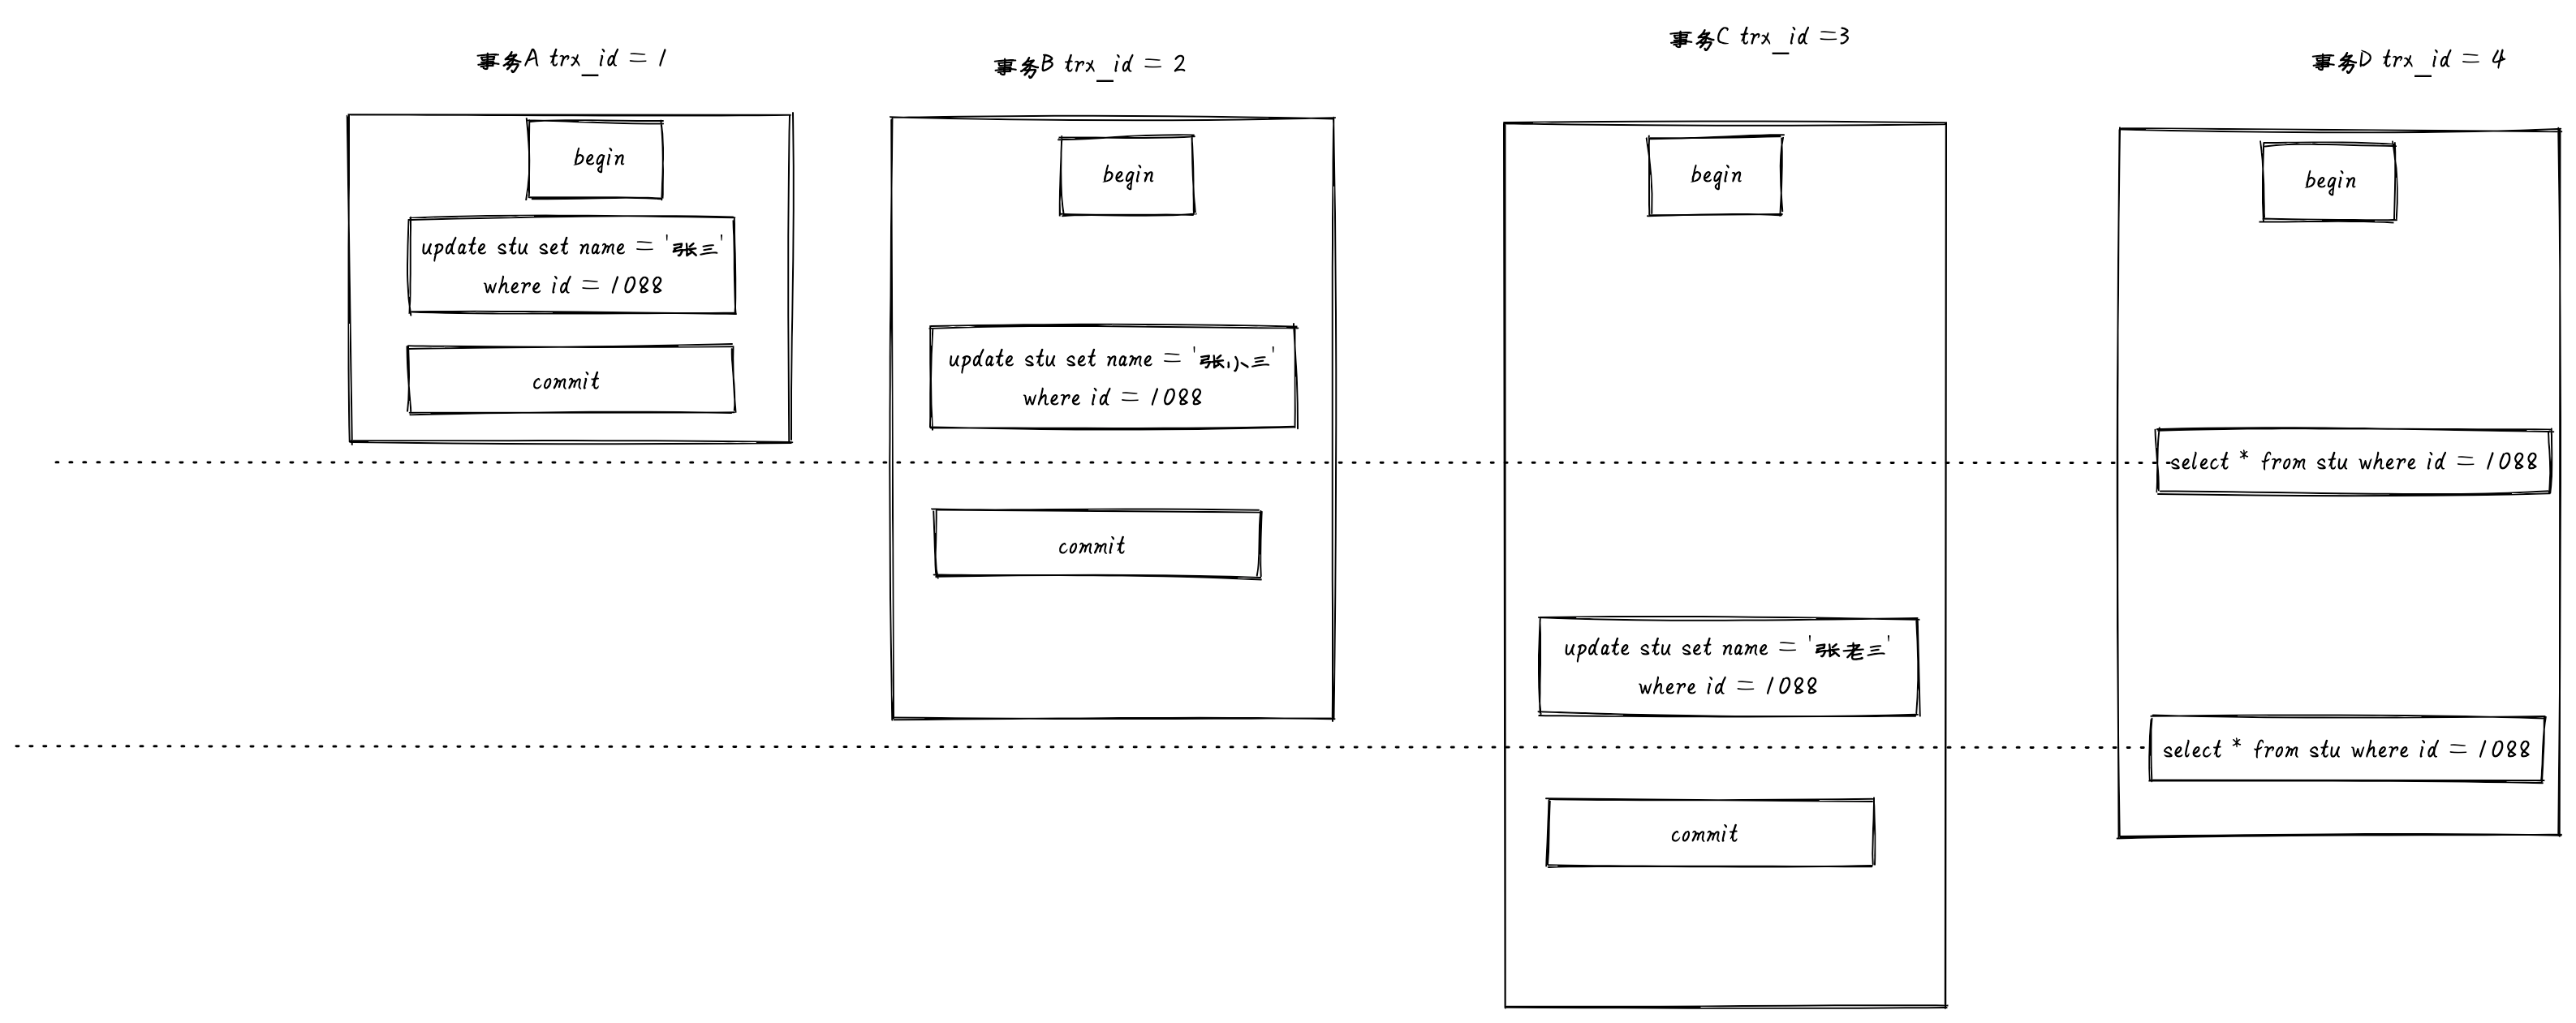 事务A trx_id = 1
begin
update stu set name = '张三'
where id = 1088
commit
事务B trx_id = 2
begin
update stu set name = '张小三'
where id = 1088
commit
事务C trx_id =3
begin
update stu set name = '张老三'
where id = 1088
commit
事务D trx_id = 4
begin
select * from stu where id = 1088
select * from stu where id = 1088